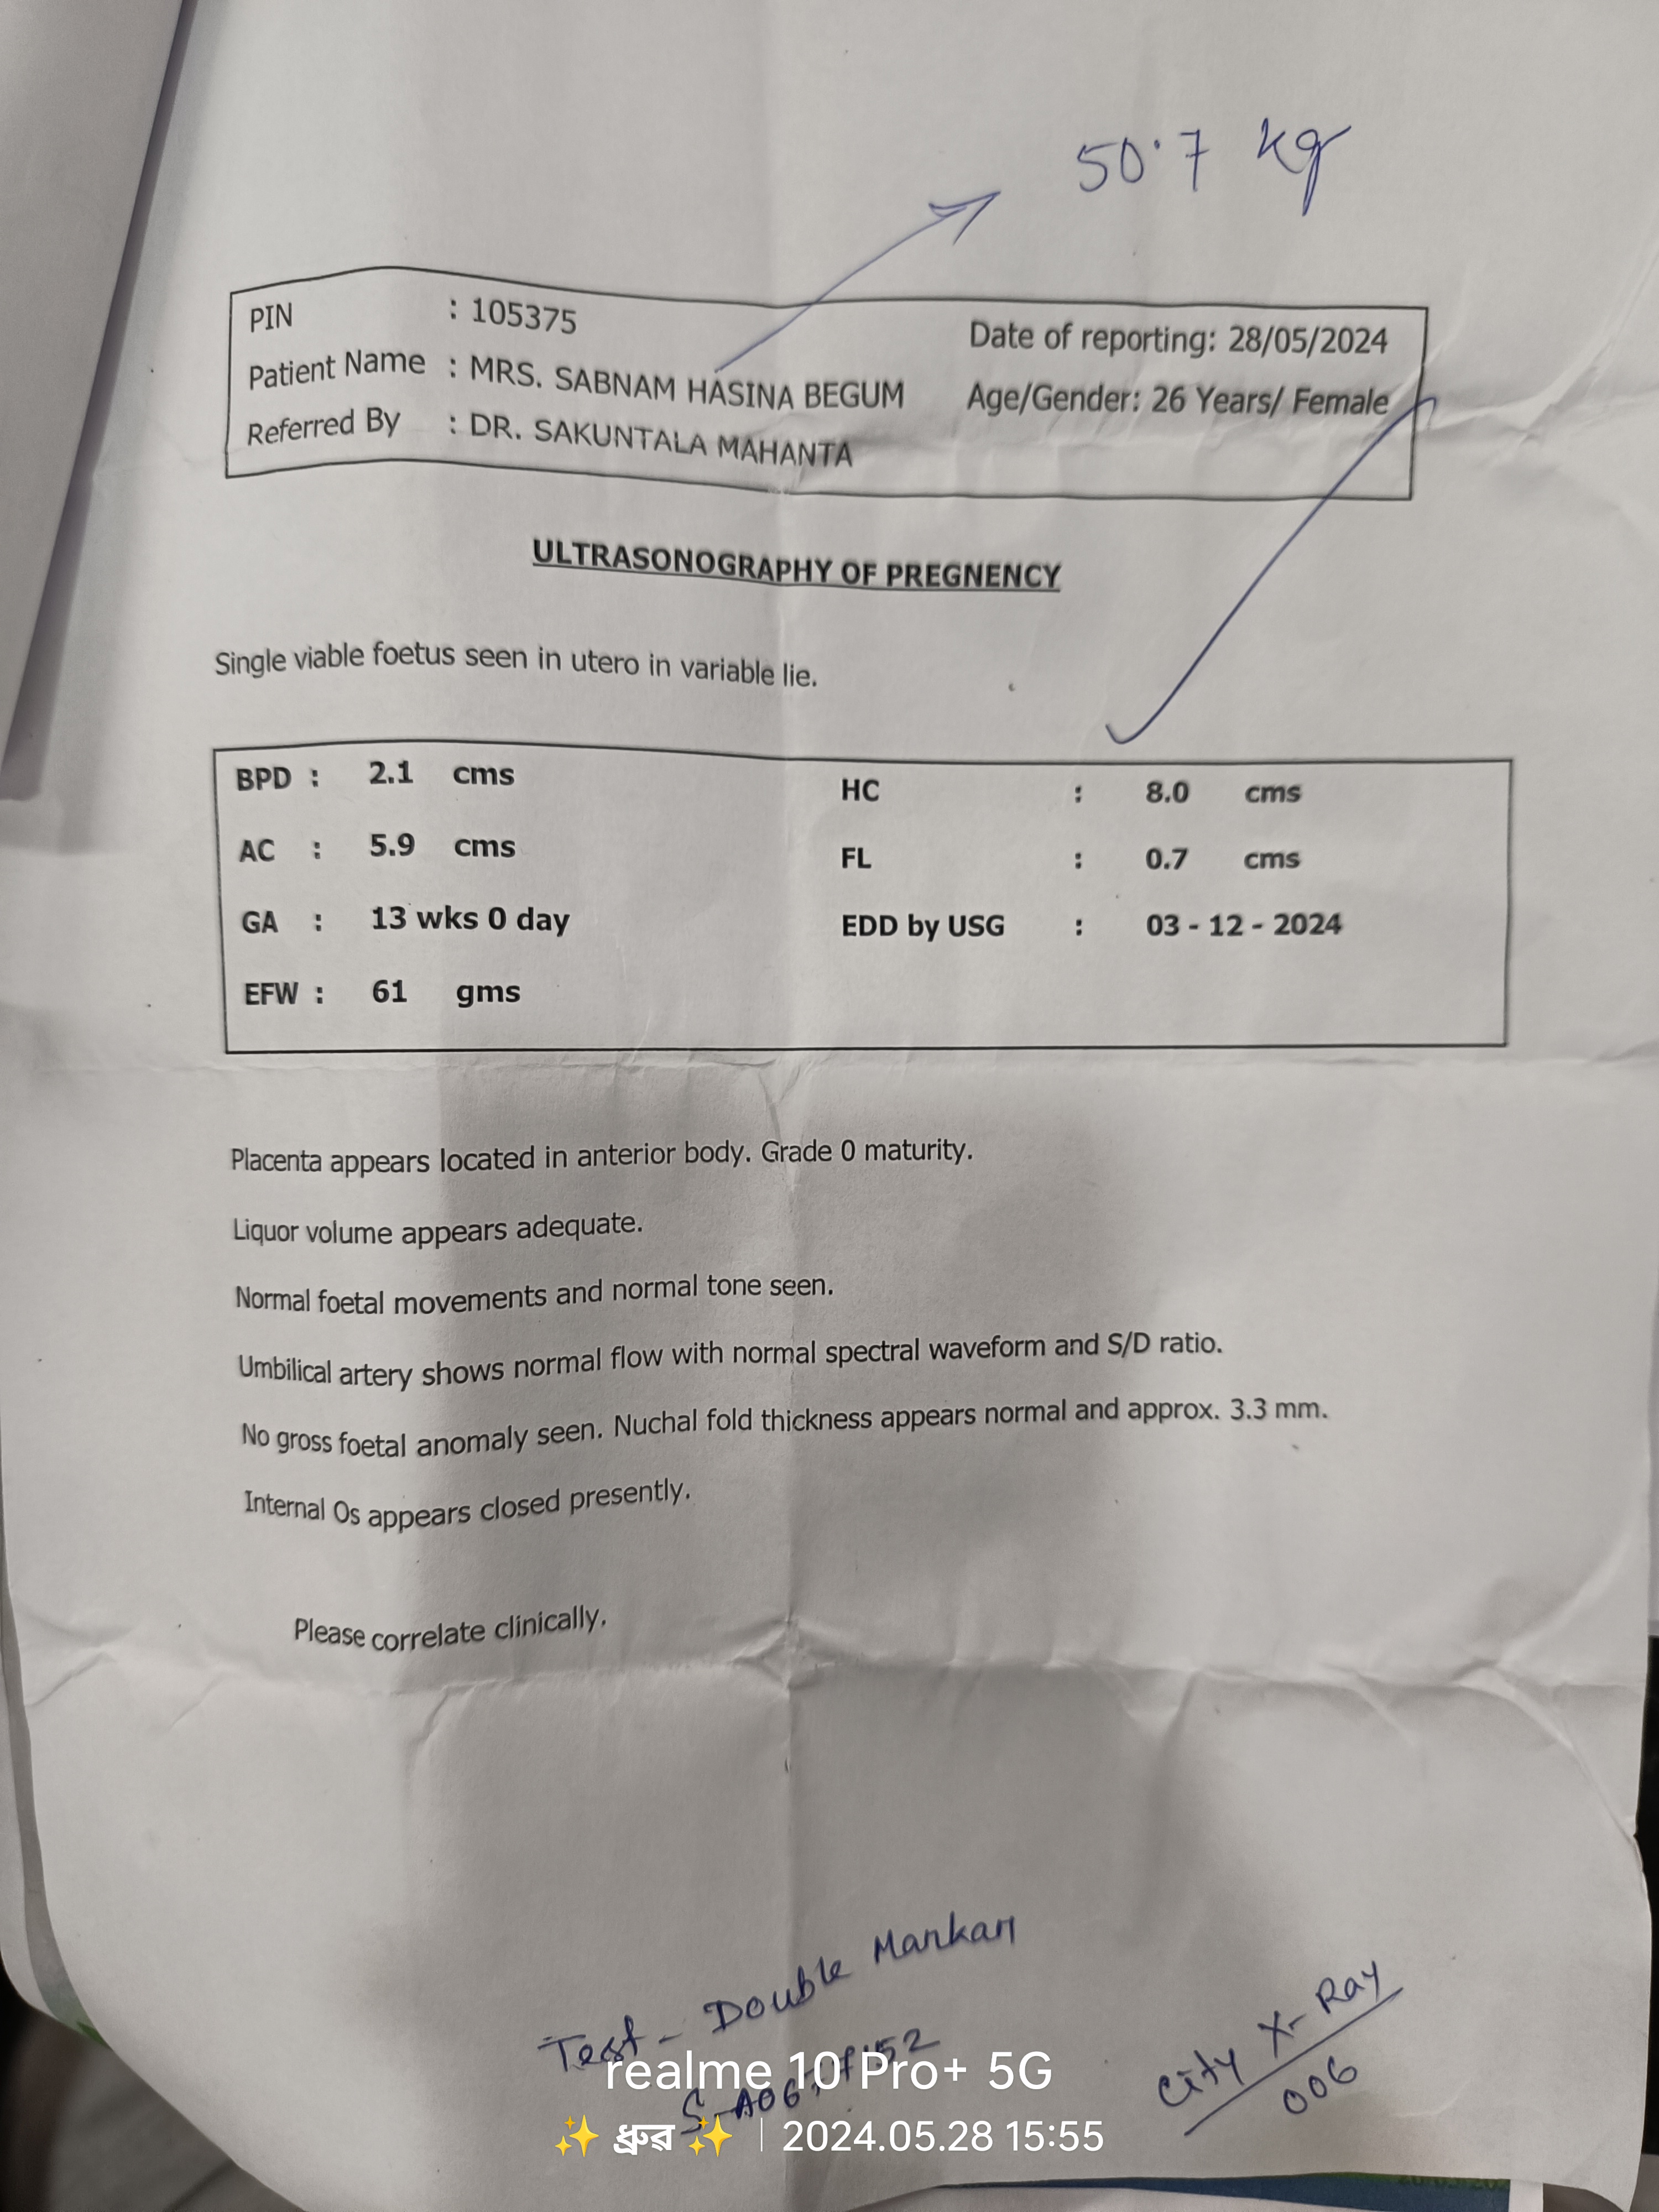 50.7 kg
PIN : 105375
Date of reporting: 28/05/2024
Patient Name : MRS. SABNAM HASINA BEGUM
Age/Gender: 26 Years/ Female
Referred By : DR. SAKUNTALA MAHANTA
ULTRASONOGRAPHY OF PREGNENCY
Single viable foetus seen in utero in variable lie.
BPD : 2.1 cms HC : 8.0 cms
AC : 5.9 cms FL : 0.7 cms
GA : 13 wks 0 day EDD by USG : 03 - 12 - 2024
EFW : 61 gms
Placenta appears located in anterior body. Grade 0 maturity.
Liquor volume appears adequate.
Normal foetal movements and normal tone seen.
Umbilical artery shows normal flow with normal spectral waveform and S/D ratio.
No gross foetal anomaly seen. Nuchal fold thickness appears normal and approx. 3.3 mm.
Internal Os appears closed presently.
Please correlate clinically.
Test - Double Markar
City X-Ray
006
realme 10 Pro+ 5G
✨ ধ্ৰুৱ ✨ | 2024.05.28 15:55